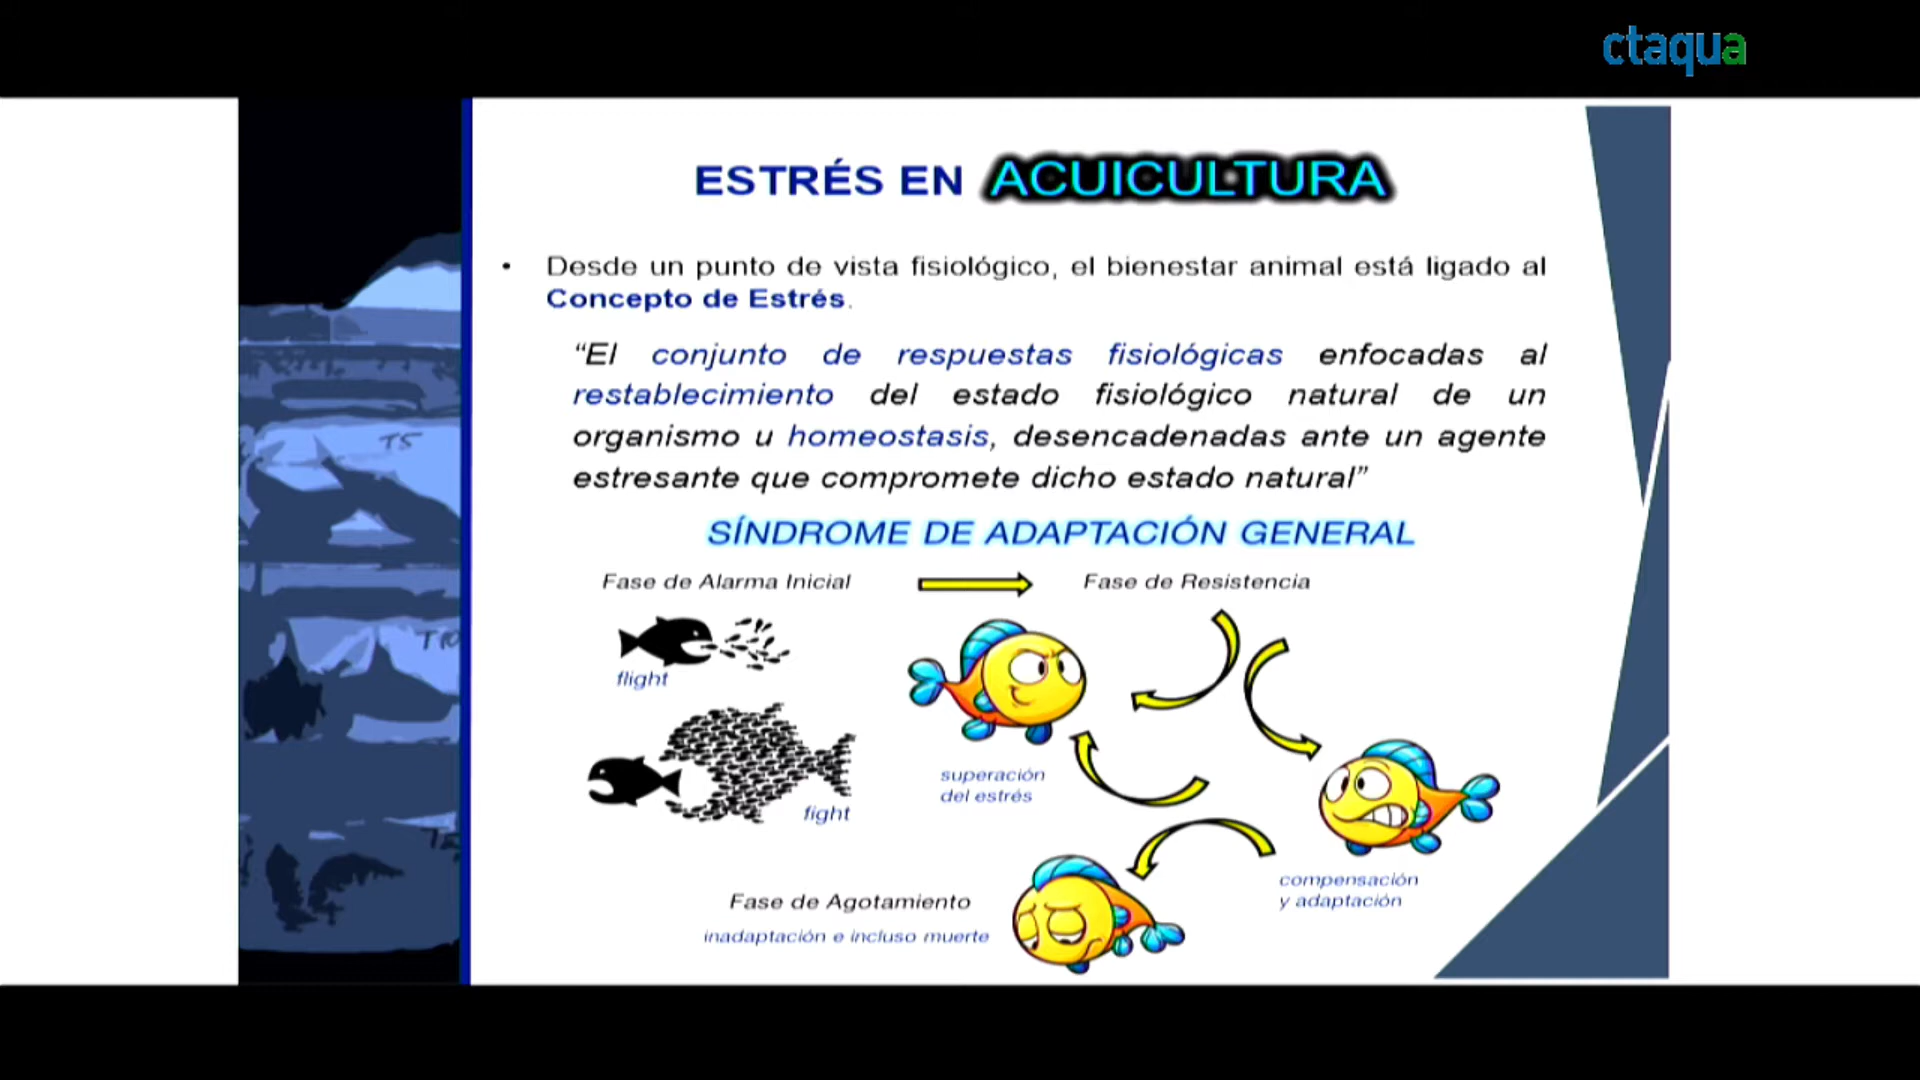 ctaqua
ESTRÉS EN ACUICULTURA
• Desde un punto de vista fisiológico, el bienestar animal está ligado al
Concepto de Estrés.
“El conjunto de respuestas fisiológicas enfocadas al
restablecimiento del estado fisiológico natural de un
organismo u homeostasis, desencadenadas ante un agente
estresante que compromete dicho estado natural”
SÍNDROME DE ADAPTACIÓN GENERAL
Fase de Alarma Inicial
Fase de Resistencia
flight
fight
superación
del estrés
compensación
y adaptación
Fase de Agotamiento
inadaptación e incluso muerte
T5
T10